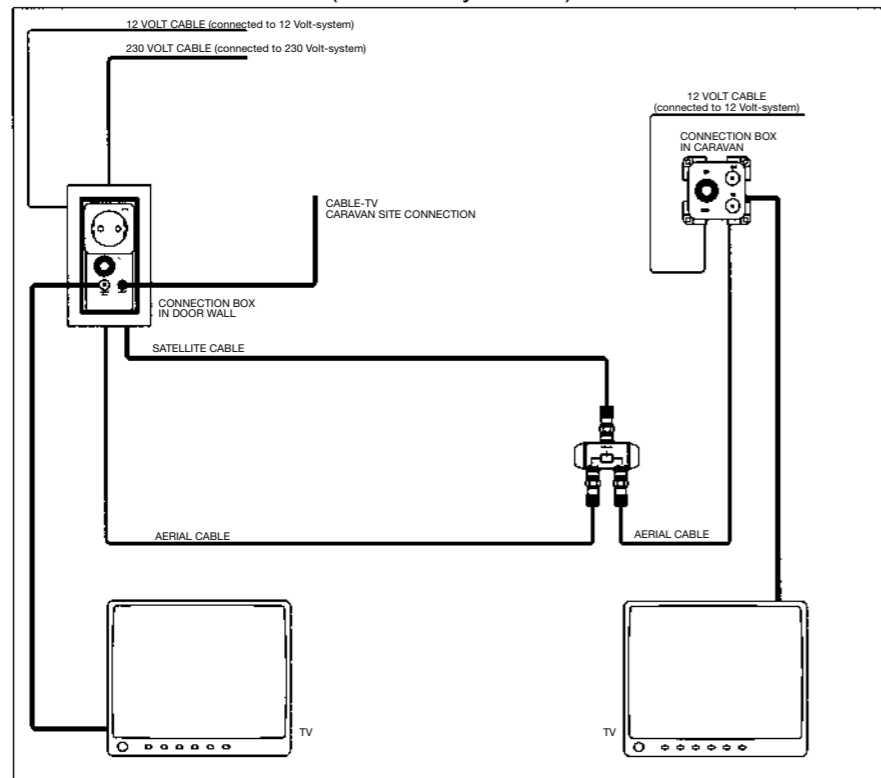 12 VOLT CABLE (connected to 12 Volt-system)
230 VOLT CABLE (connected to 230 Volt-system)
12 VOLT CABLE
(connected to 12 Volt-system)
CONNECTION BOX
IN CARAVAN
CABLE-TV
CARAVAN SITE CONNECTION
CONNECTION BOX
IN DOOR WALL
SATELLITE CABLE
AERIAL CABLE
AERIAL CABLE
TV
TV